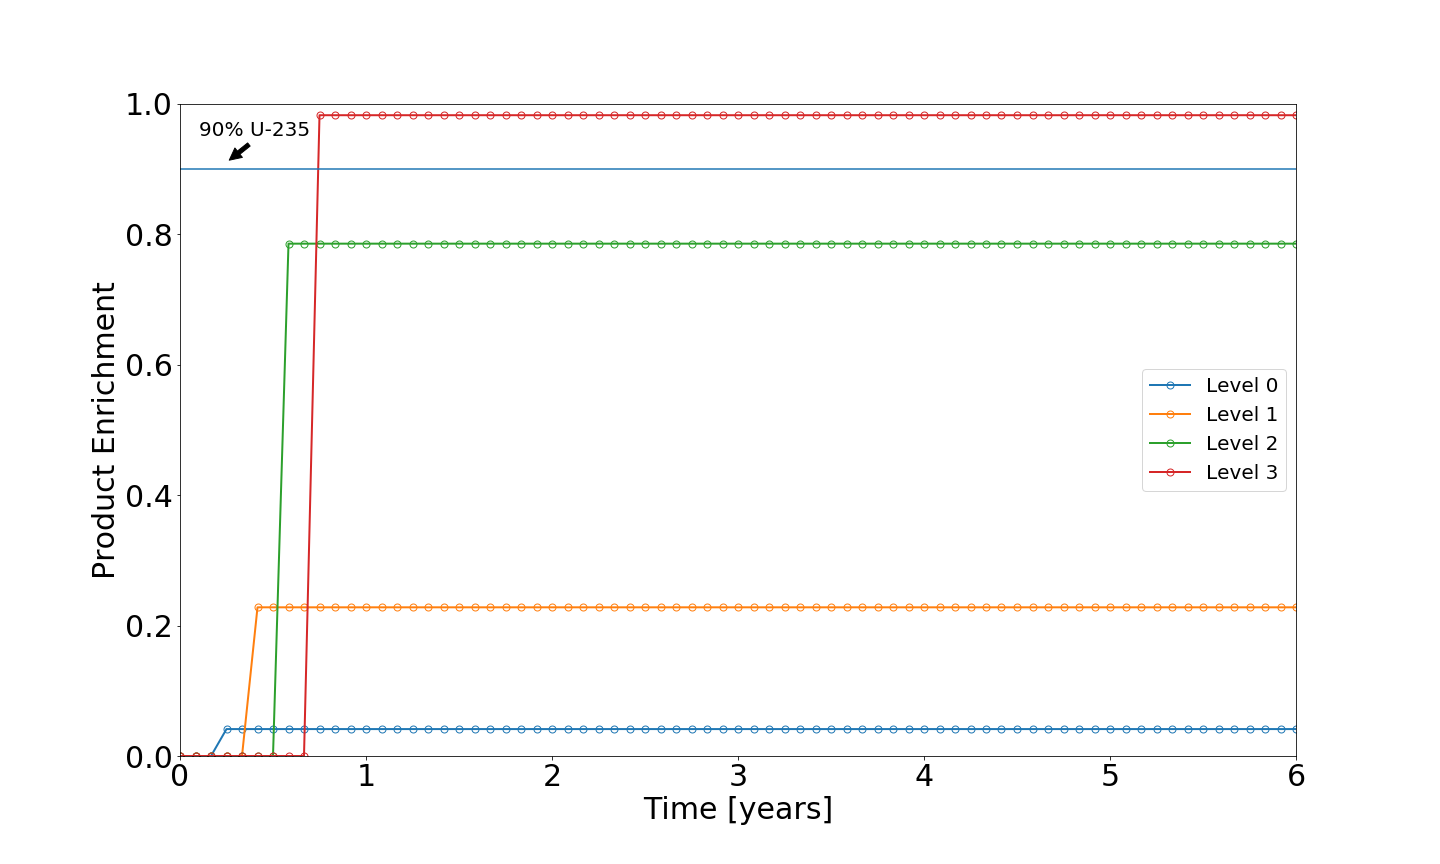 1.0
90% U-235
0.8
0.6
0.4
0.2
0.0
Product Enrichment
Level 0
Level 1
Level 2
Level 3
0 1 2 3 4 5 6
Time [years]